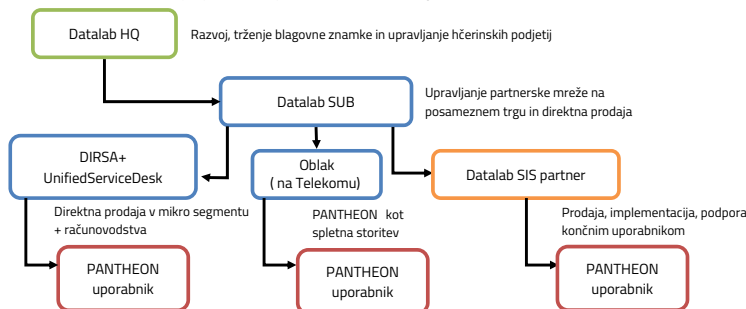 Datalab HQ
Razvoj, trženje blagovne znamke in upravljanje hčerinskih podjetij
Datalab SUB
Upravljanje partnerske mreže na
posameznem trgu in direktna prodaja
DIRSA+
UnifiedServiceDesk
Oblak
( na Telekomu)
Datalab SIS partner
Direktna prodaja v mikro segmentu
+ računovodstva
PANTHEON kot
spletna storitev
Prodaja, implementacija, podpora
končnim uporabnikom
PANTHEON
uporabnik
PANTHEON
uporabnik
PANTHEON
uporabnik